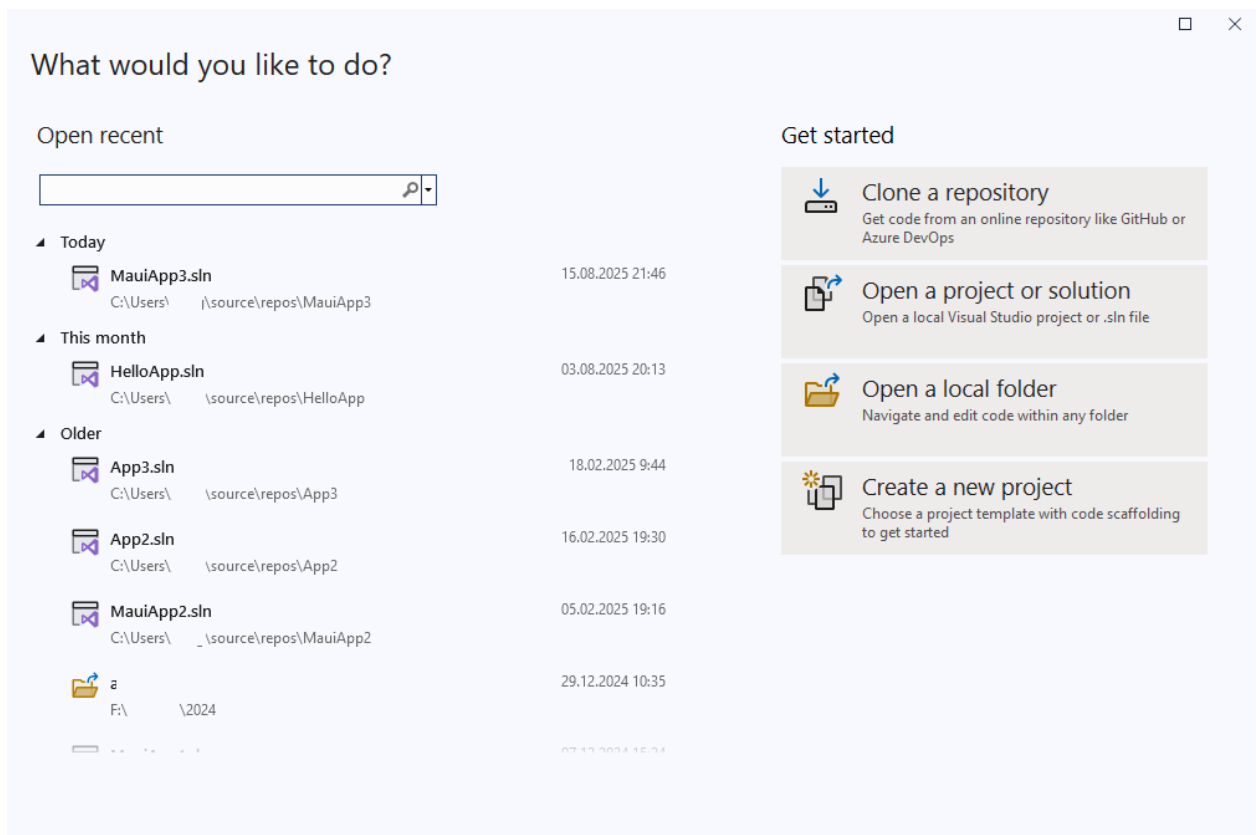 What would you like to do?
Open recent
Today
MauiApp3.sln 15.08.2025 21:46
C:\Users\ \source\repos\MauiApp3
This month
HelloApp.sln 03.08.2025 20:13
C:\Users\ \source\repos\HelloApp
Older
App3.sln 18.02.2025 9:44
C:\Users\ \source\repos\App3
App2.sln 16.02.2025 19:30
C:\Users\ \source\repos\App2
MauiApp2.sln 05.02.2025 19:16
C:\Users\ _\source\repos\MauiApp2
a 29.12.2024 10:35
F:\ \2024
Get started
Clone a repository
Get code from an online repository like GitHub or
Azure DevOps
Open a project or solution
Open a local Visual Studio project or .sln file
Open a local folder
Navigate and edit code within any folder
Create a new project
Choose a project template with code scaffolding
to get started